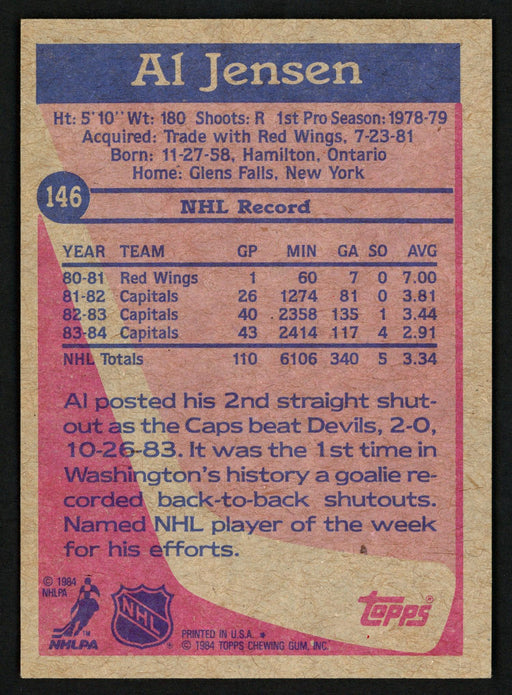 Al Jensen
Ht: 5'10" Wt: 180 Shoots: R 1st Pro Season: 1978-79
Acquired: Trade with Red Wings, 7-23-81
Born: 11-27-58, Hamilton, Ontario
Home: Glens Falls, New York
146
NHL Record
YEAR TEAM GP MIN GA SO AVG
80-81 Red Wings 1 60 7 0 7.00
81-82 Capitals 26 1274 81 0 3.81
82-83 Capitals 40 2358 135 1 3.44
83-84 Capitals 43 2414 117 4 2.91
NHL Totals 110 6106 340 5 3.34
Al posted his 2nd straight shut-
out as the Caps beat Devils, 2-0,
10-26-83. It was the 1st time in
Washington's history a goalie re-
corded back-to-back shutouts.
Named NHL player of the week
for his efforts.
© 1984
NHLPA
NHLPA TM
NHL
PRINTED IN U.S.A. *
© 1984 TOPPS CHEWING GUM, INC.
topps®